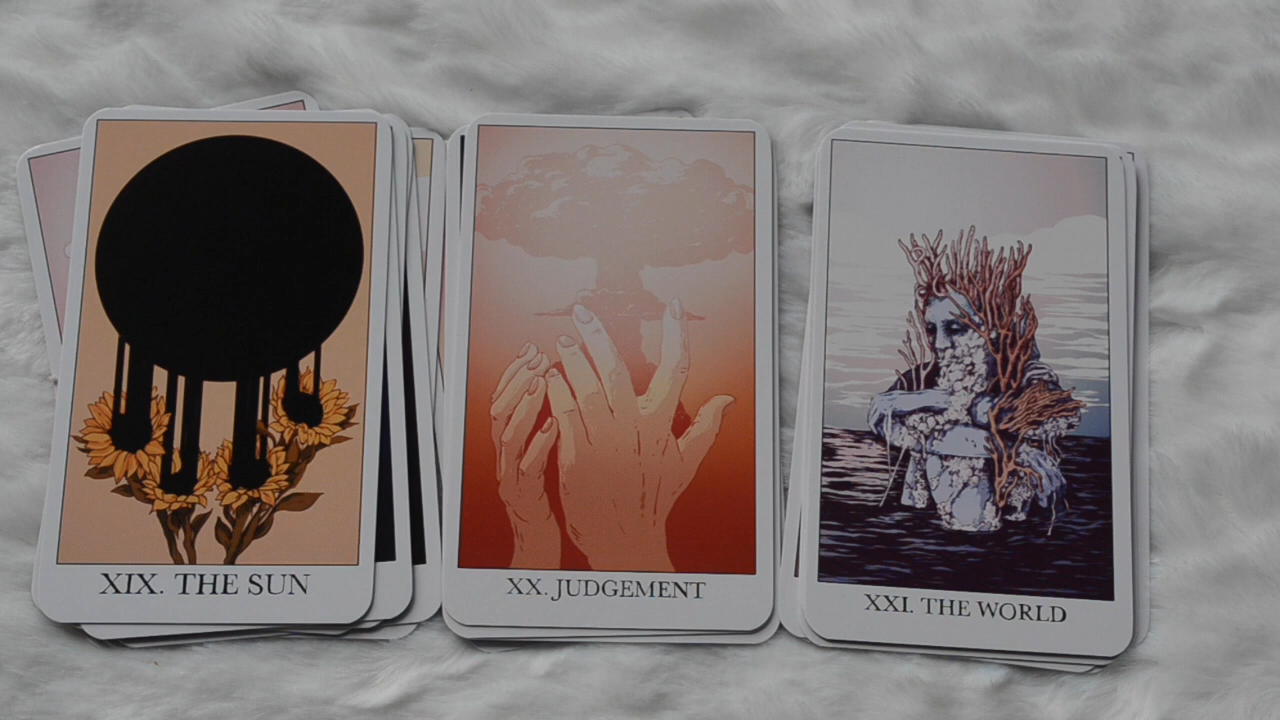 XIX. THE SUN
XX. JUDGEMENT
XXI. THE WORLD